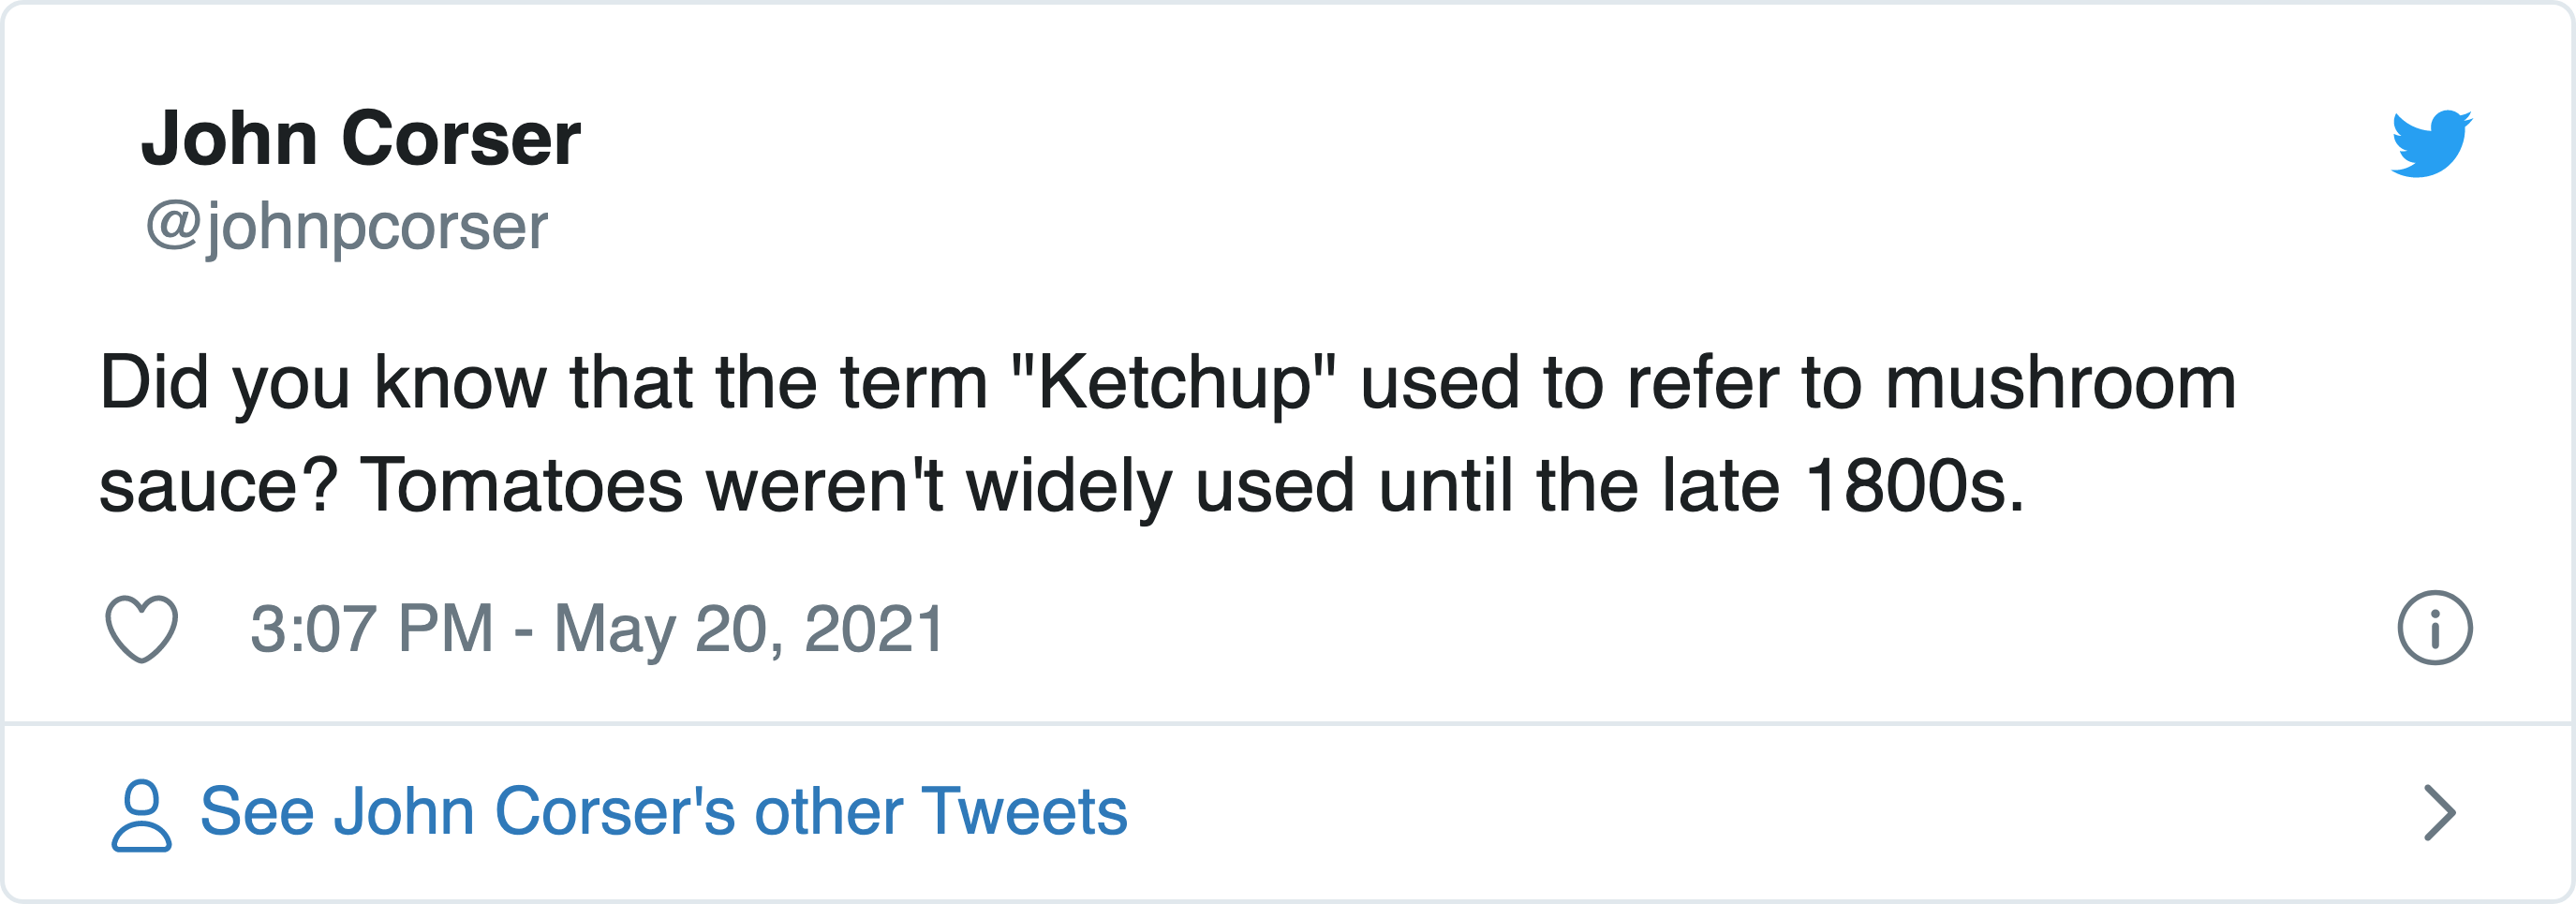 John Corser
@johnpcorser
Did you know that the term "Ketchup" used to refer to mushroom
sauce? Tomatoes weren't widely used until the late 1800s.
3:07 PM - May 20, 2021
See John Corser's other Tweets